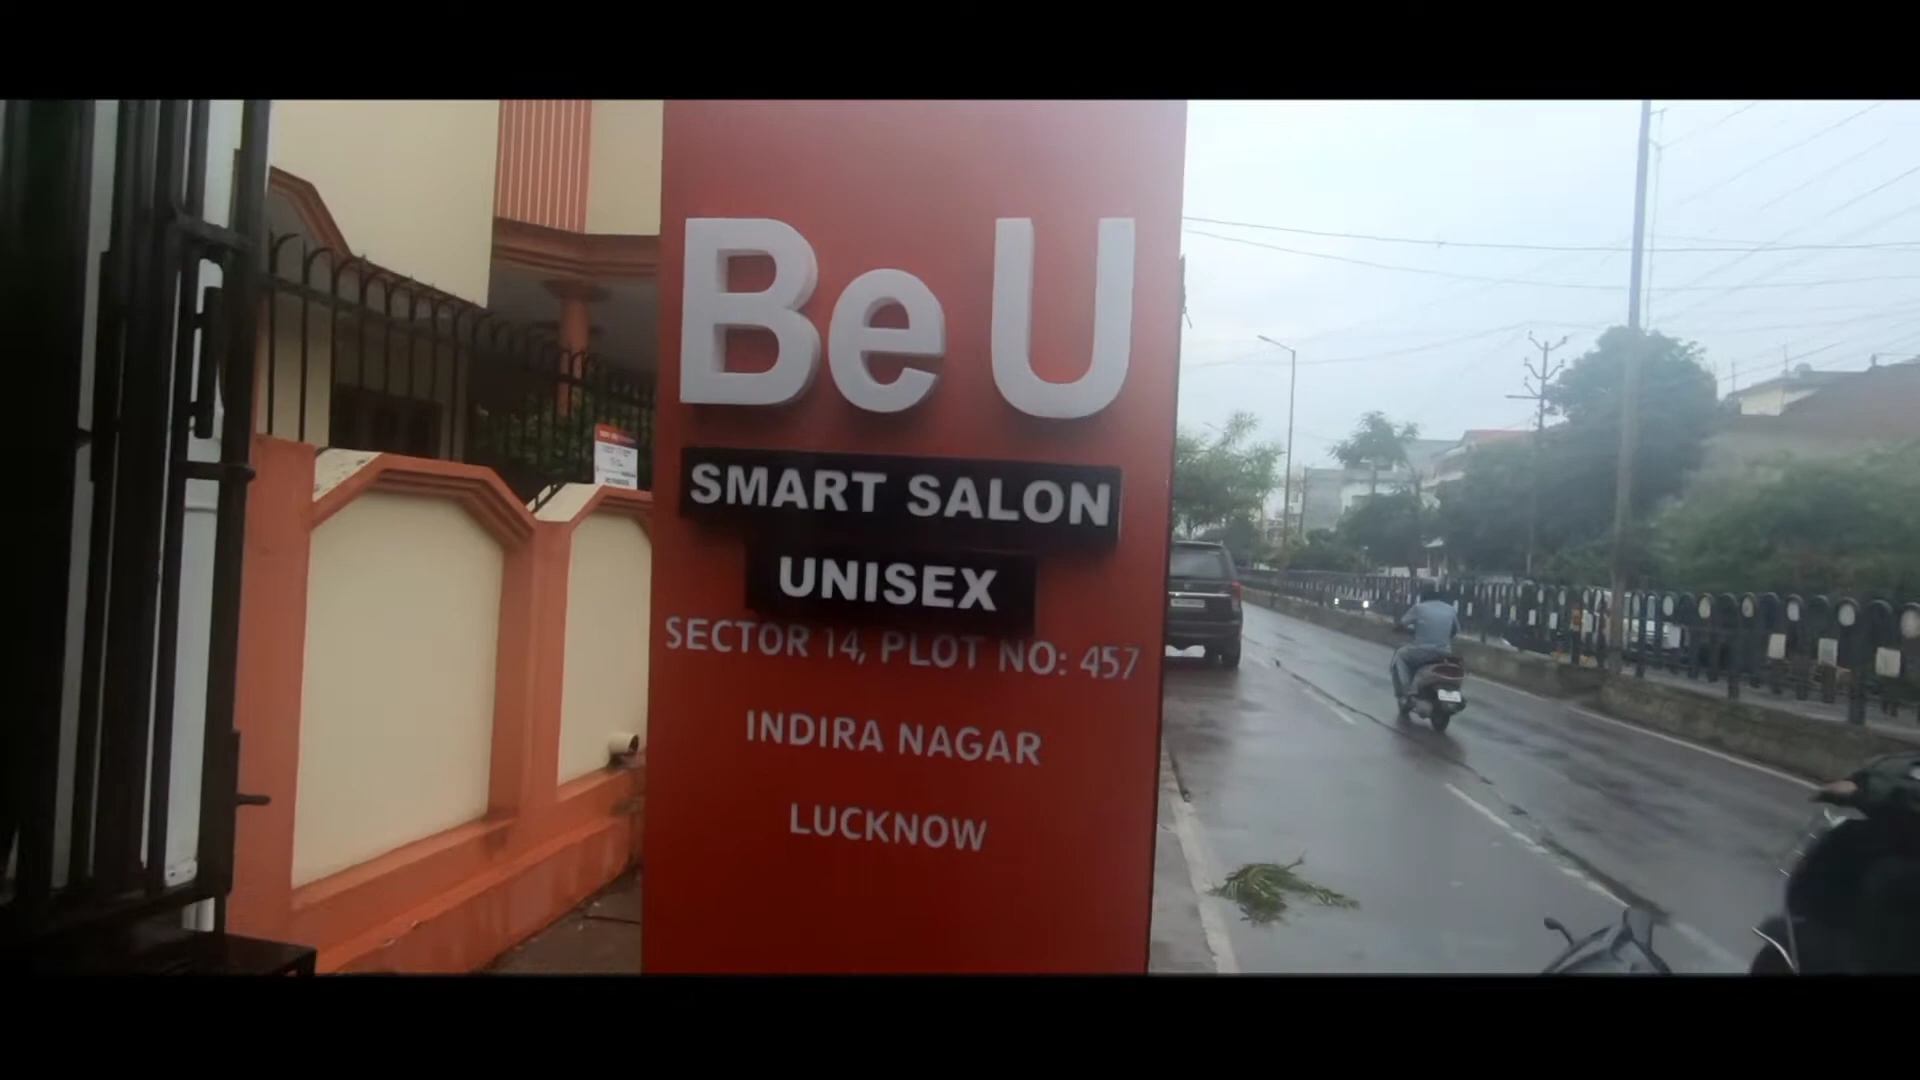 Be U
SMART SALON
UNISEX
SECTOR 14, PLOT NO: 457
INDIRA NAGAR
LUCKNOW